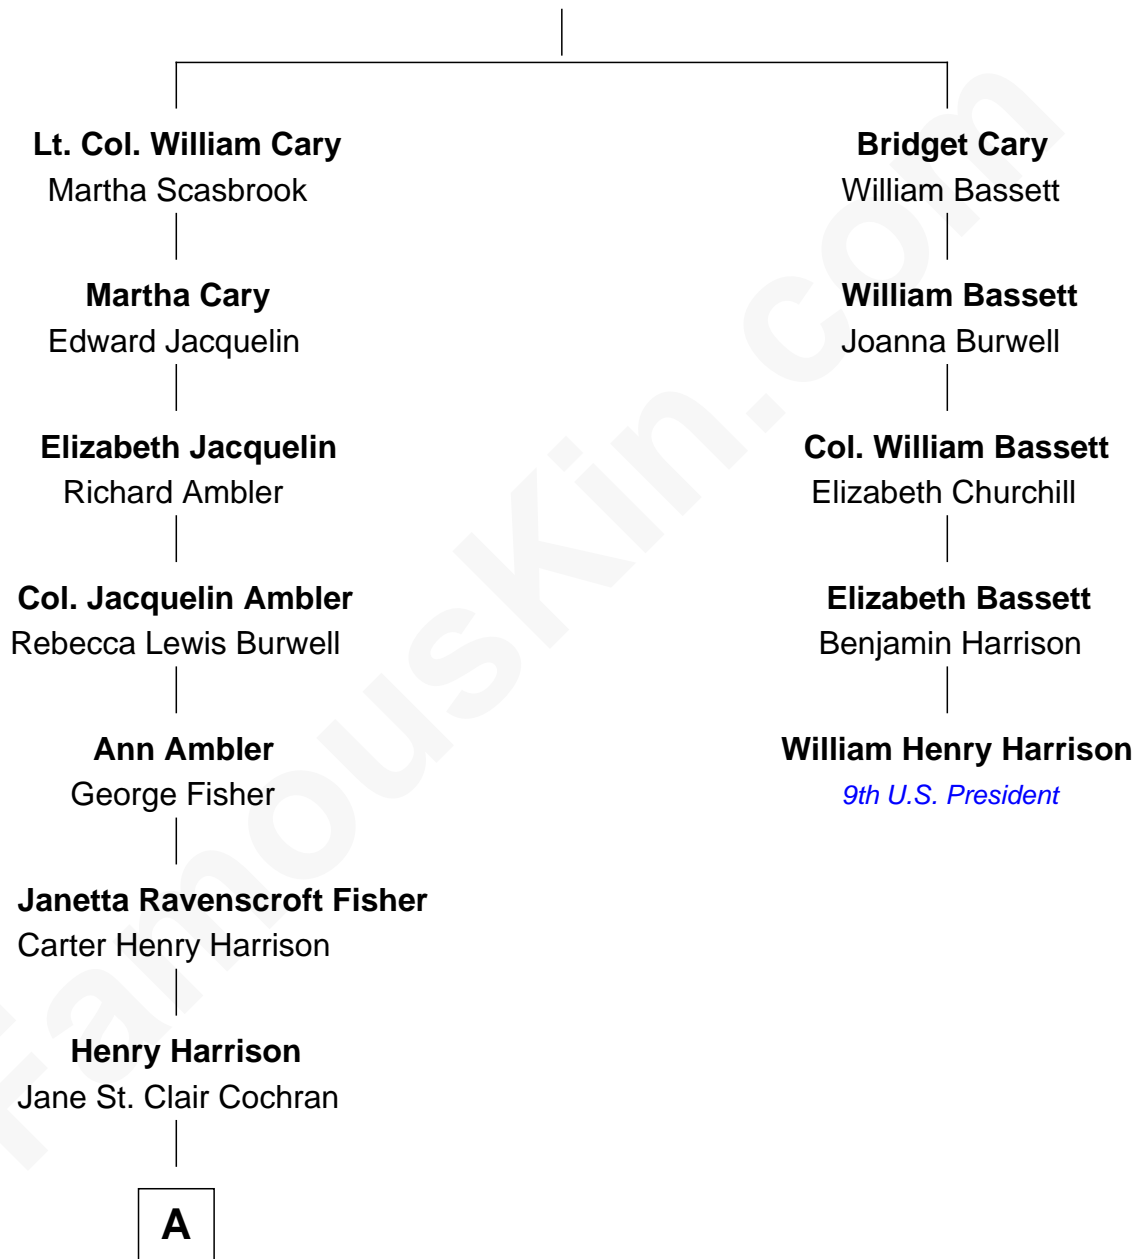 Lt. Col. William Cary
Martha Scasbrook
Martha Cary
Edward Jacquelin
Elizabeth Jacquelin
Richard Ambler
Col. Jacquelin Ambler
Rebecca Lewis Burwell
Ann Ambler
George Fisher
Janetta Ravenscroft Fisher
Carter Henry Harrison
Henry Harrison
Jane St. Clair Cochran
A
Bridget Cary
William Bassett
William Bassett
Joanna Burwell
Col. William Bassett
Elizabeth Churchill
Elizabeth Bassett
Benjamin Harrison
William Henry Harrison
9th U.S. President
FamousKin.com